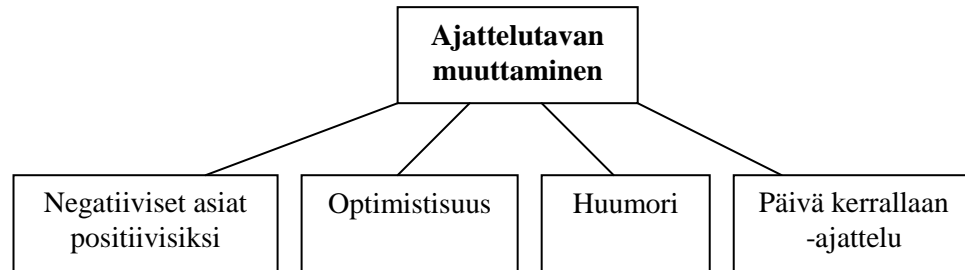 Ajattelutavan
muuttaminen
Negatiiviset asiat
positiivisiksi
Optimistisuus
Huumori
Päivä kerrallaan
-ajattelu